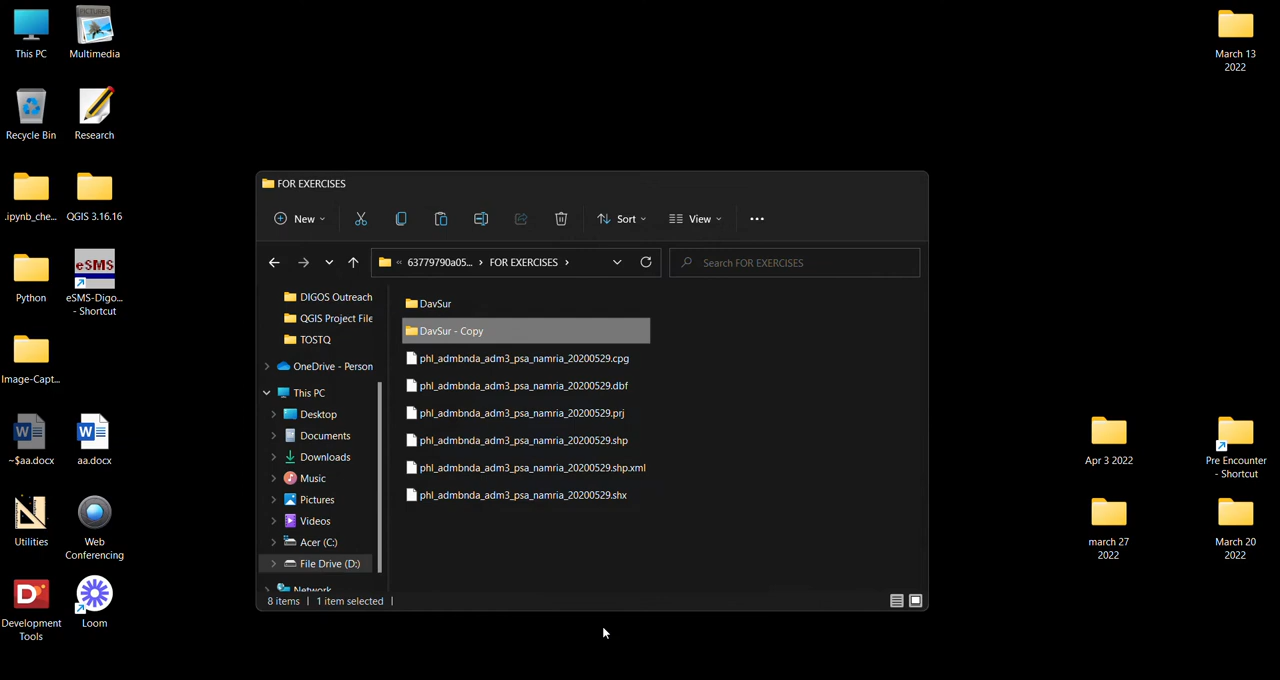 This PC
Multimedia
March 13
2022
Recycle Bin
Research
.ipynb_che...
QGIS 3.16.16
Python
eSMS
eSMS-Digo...
- Shortcut
Image-Capt...
~$aa.docx
aa.docx
Utilities
Web
Conferencing
Development
Tools
Loom
FOR EXERCISES
New
Sort
View
«
63779790a05...
FOR EXERCISES
Search FOR EXERCISES
DIGOS Outreach
QGIS Project File
TOSTQ
OneDrive - Person
This PC
Desktop
Documents
Downloads
Music
Pictures
Videos
Acer (C:)
File Drive (D:)
Network
DavSur
DavSur - Copy
phl_admbnda_adm3_psa_namria_20200529.cpg
phl_admbnda_adm3_psa_namria_20200529.dbf
phl_admbnda_adm3_psa_namria_20200529.prj
phl_admbnda_adm3_psa_namria_20200529.shp
phl_admbnda_adm3_psa_namria_20200529.shp.xml
phl_admbnda_adm3_psa_namria_20200529.shx
8 items | 1 item selected |
Apr 3 2022
Pre Encounter
- Shortcut
march 27
2022
March 20
2022